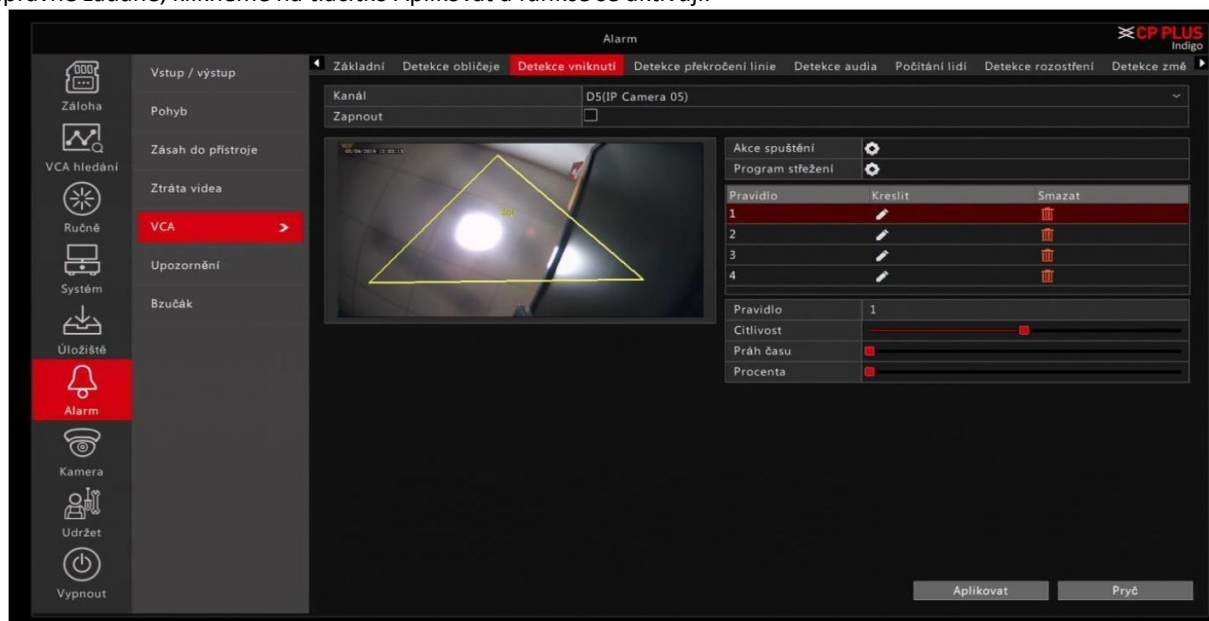 Alarm
CP PLUS
Indigo
Záloha
VCA hledání
Ručně
Systém
Úložiště
Alarm
Kamera
Udržet
Vypnout
Vstup / výstup
Pohyb
Zásah do přístroje
Ztráta videa
VCA >
Upozornění
Bzučák
Základní Detekce obličeje Detekce vniknutí Detekce překročení linie Detekce audia Počítání lidí Detekce rozostření Detekce změ
Kanál D5(IP Camera 05)
Zapnout
Akce spuštění
Program střežení
Pravidlo Kreslit Smazat
1
2
3
4
Pravidlo 1
Citlivost
Práh času
Procenta
Aplikovat Pryč